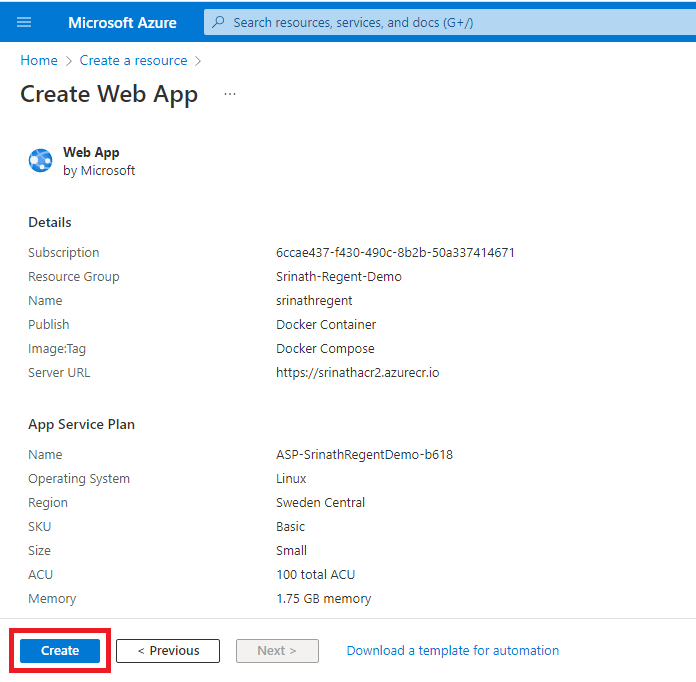 Microsoft Azure
Search resources, services, and docs (G+/)
Home > Create a resource >
Create Web App ...
Web App
by Microsoft
Details
Subscription 6ccae437-f430-490c-8b2b-50a337414671
Resource Group Srinath-Regent-Demo
Name srinathregent
Publish Docker Container
Image:Tag Docker Compose
Server URL https://srinathacr2.azurecr.io
App Service Plan
Name ASP-SrinathRegentDemo-b618
Operating System Linux
Region Sweden Central
SKU Basic
Size Small
ACU 100 total ACU
Memory 1.75 GB memory
Create < Previous Next > Download a template for automation